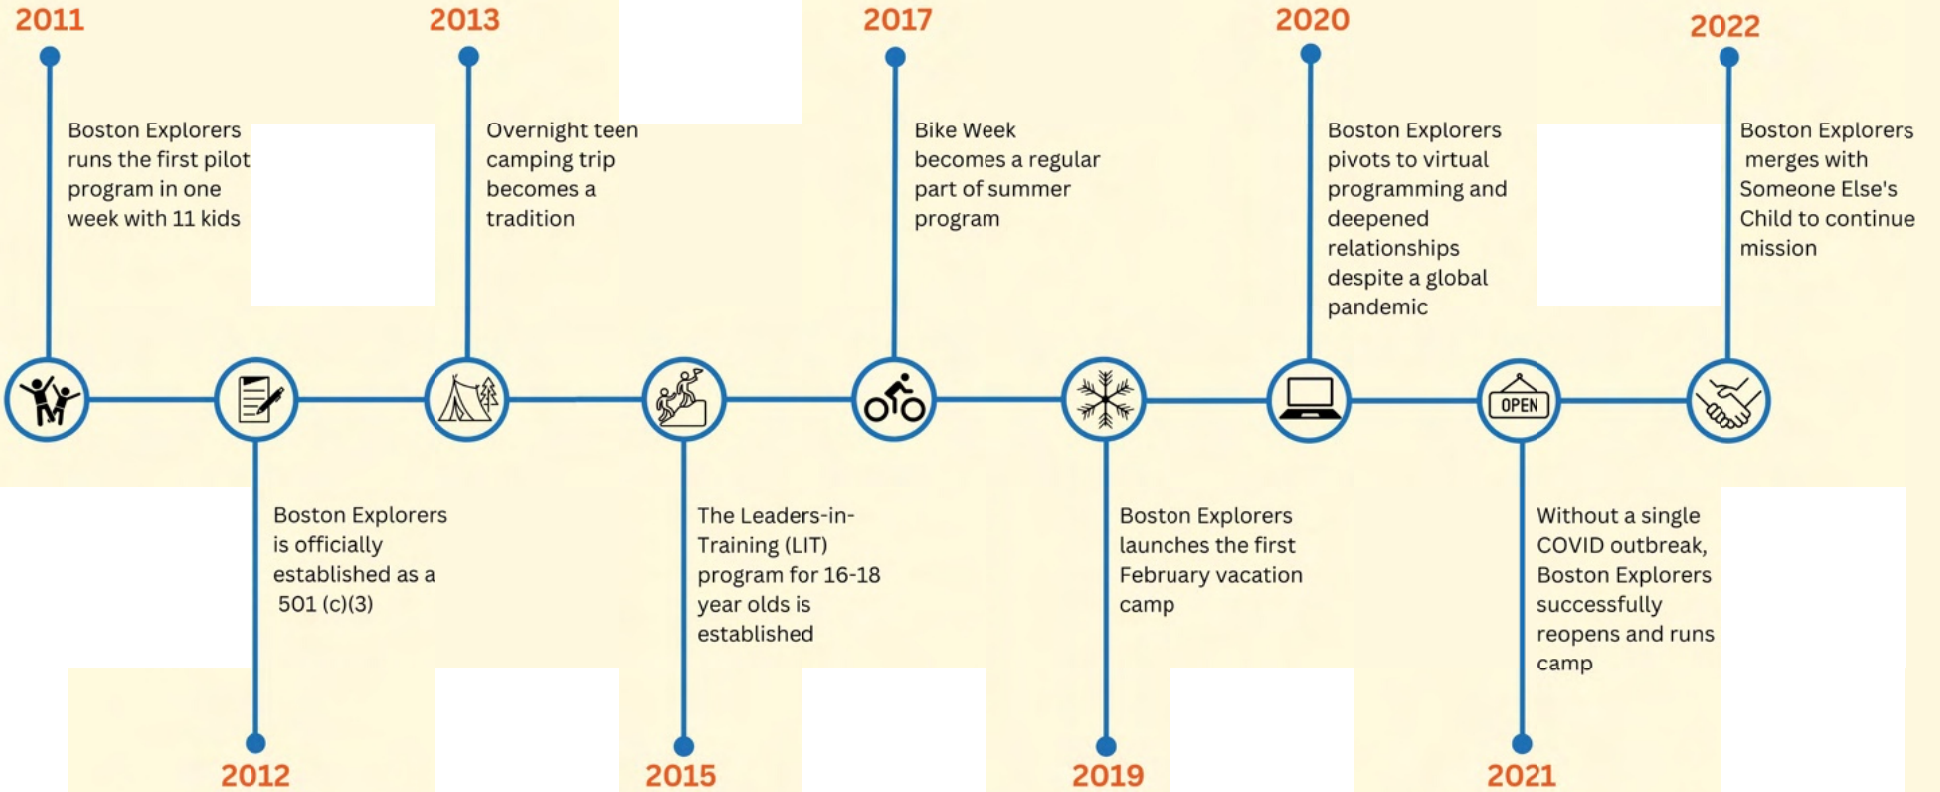 2011
Boston Explorers
runs the first pilot
program in one
week with 11 kids
2012
Boston Explorers
is officially
established as a
501 (c)(3)
2013
Overnight teen
camping trip
becomes a
tradition
2015
The Leaders-in-
Training (LIT)
program for 16-18
year olds is
established
2017
Bike Week
becomes a regular
part of summer
program
2019
Boston Explorers
launches the first
February vacation
camp
2020
Boston Explorers
pivots to virtual
programming and
deepened
relationships
despite a global
pandemic
OPEN
2021
Without a single
COVID outbreak,
Boston Explorers
successfully
reopens and runs
camp
2022
Boston Explorers
merges with
Someone Else's
Child to continue
mission